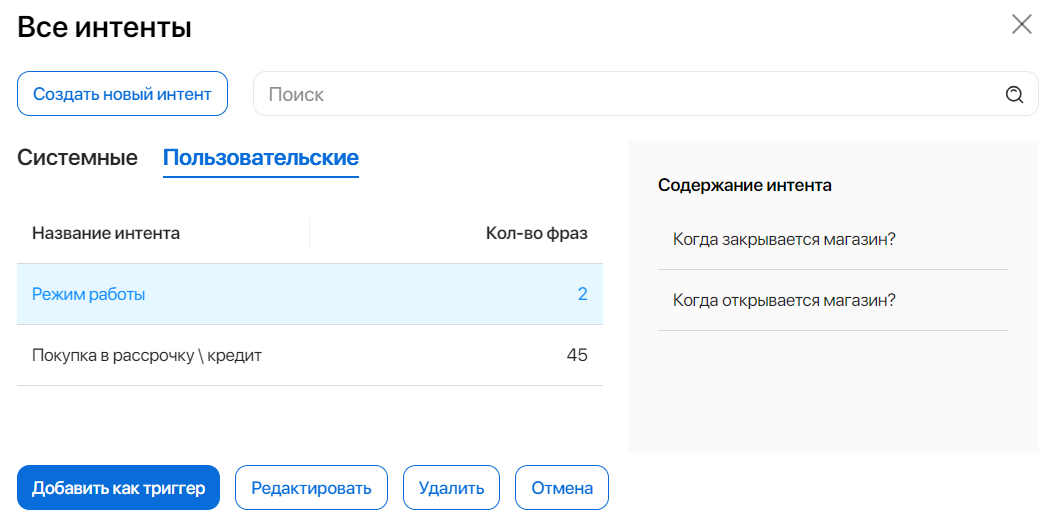 Все интенты
Создать новый интент
Поиск
Системные Пользовательские
Название интента Кол-во фраз
Режим работы 2
Покупка в рассрочку \ кредит 45
Содержание интента
Когда закрывается магазин?
Когда открывается магазин?
Добавить как триггер Редактировать Удалить Отмена